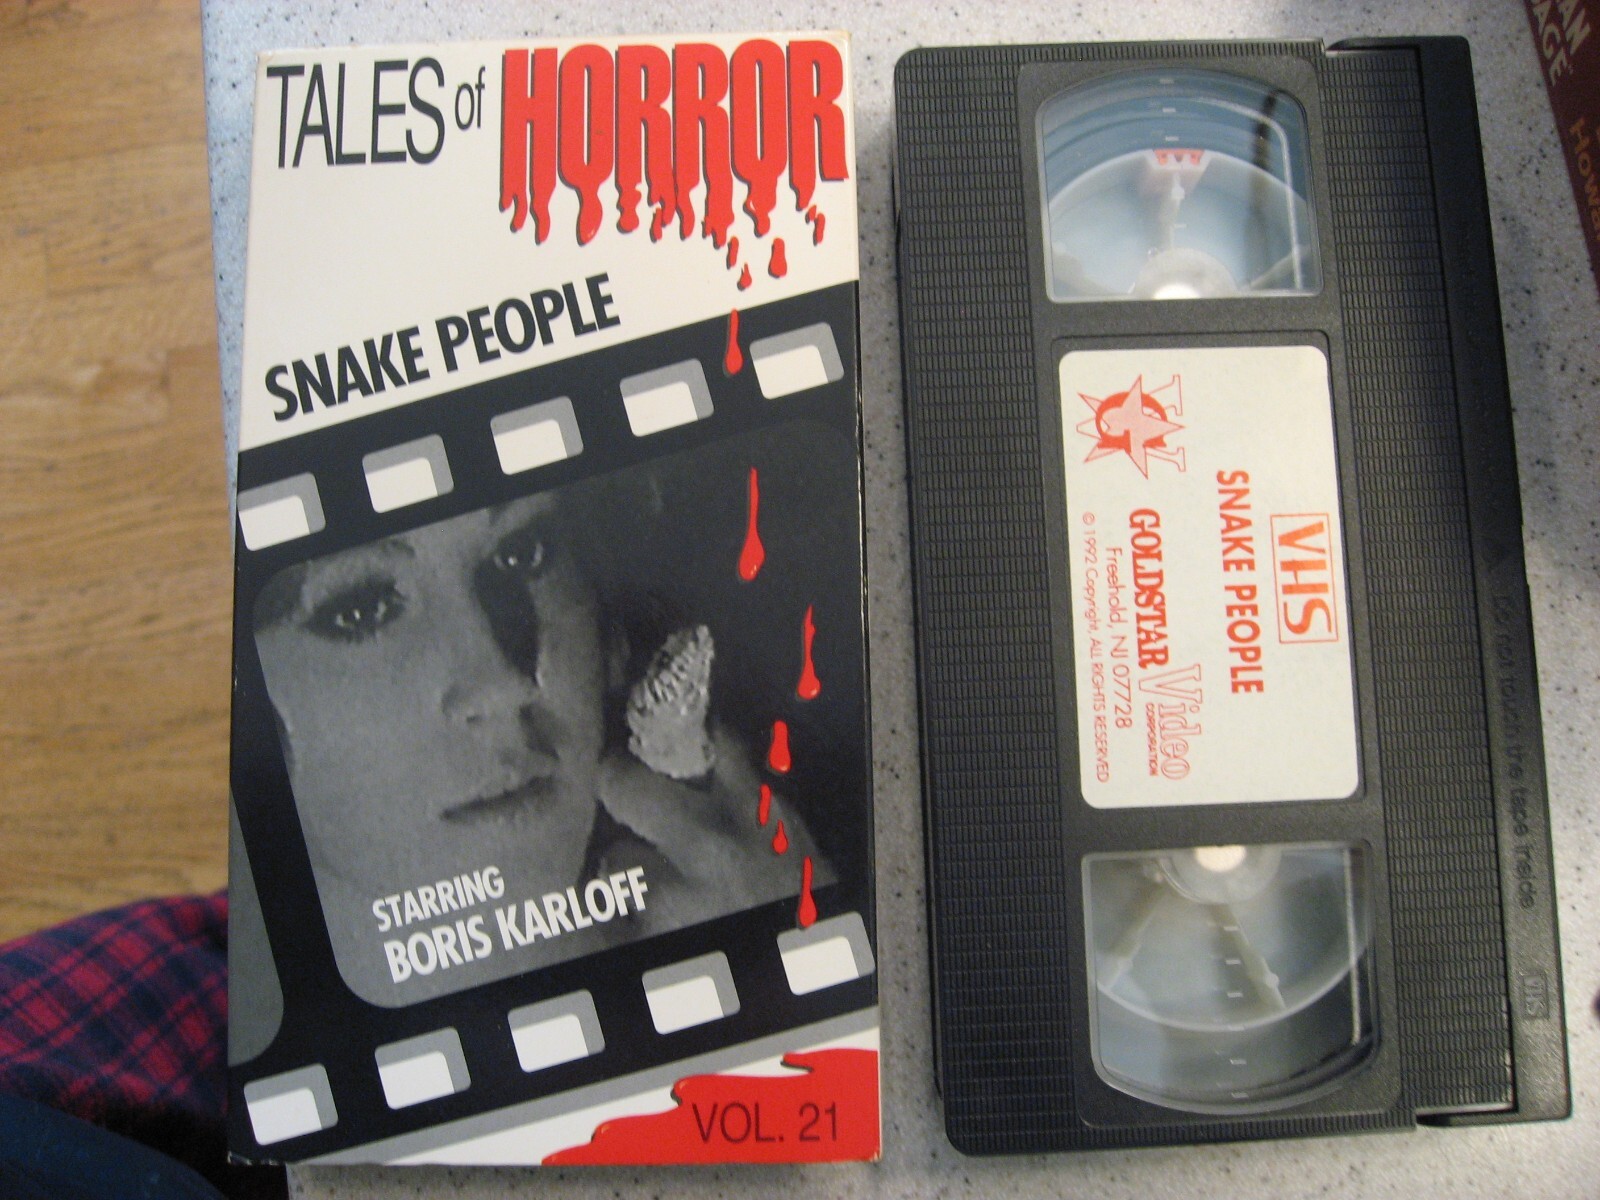 TALES of HORROR
SNAKE PEOPLE
STARRING
BORIS KARLOFF
VOL. 21
VHS
SNAKE PEOPLE
GOLDSTAR Video
CORPORATION
Freehold, NJ 07728
© 1992 Copyright, ALL RIGHTS RESERVED
Do not touch the tape inside
VHS